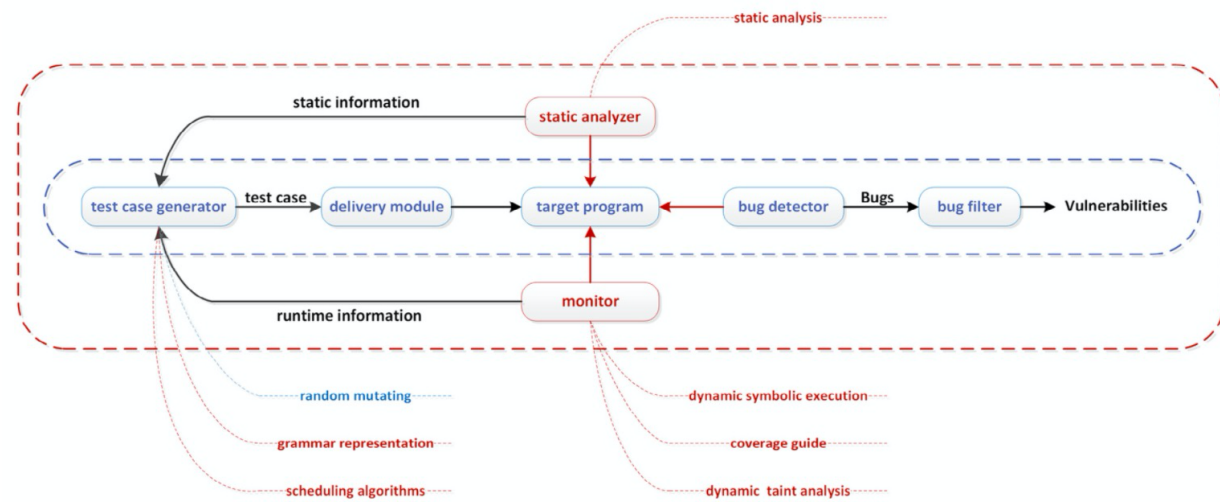 static analysis
static information
static analyzer
test case generator
test case
delivery module
target program
bug detector
Bugs
bug filter
Vulnerabilities
monitor
runtime information
random mutating
dynamic symbolic execution
grammar representation
coverage guide
scheduling algorithms
dynamic taint analysis